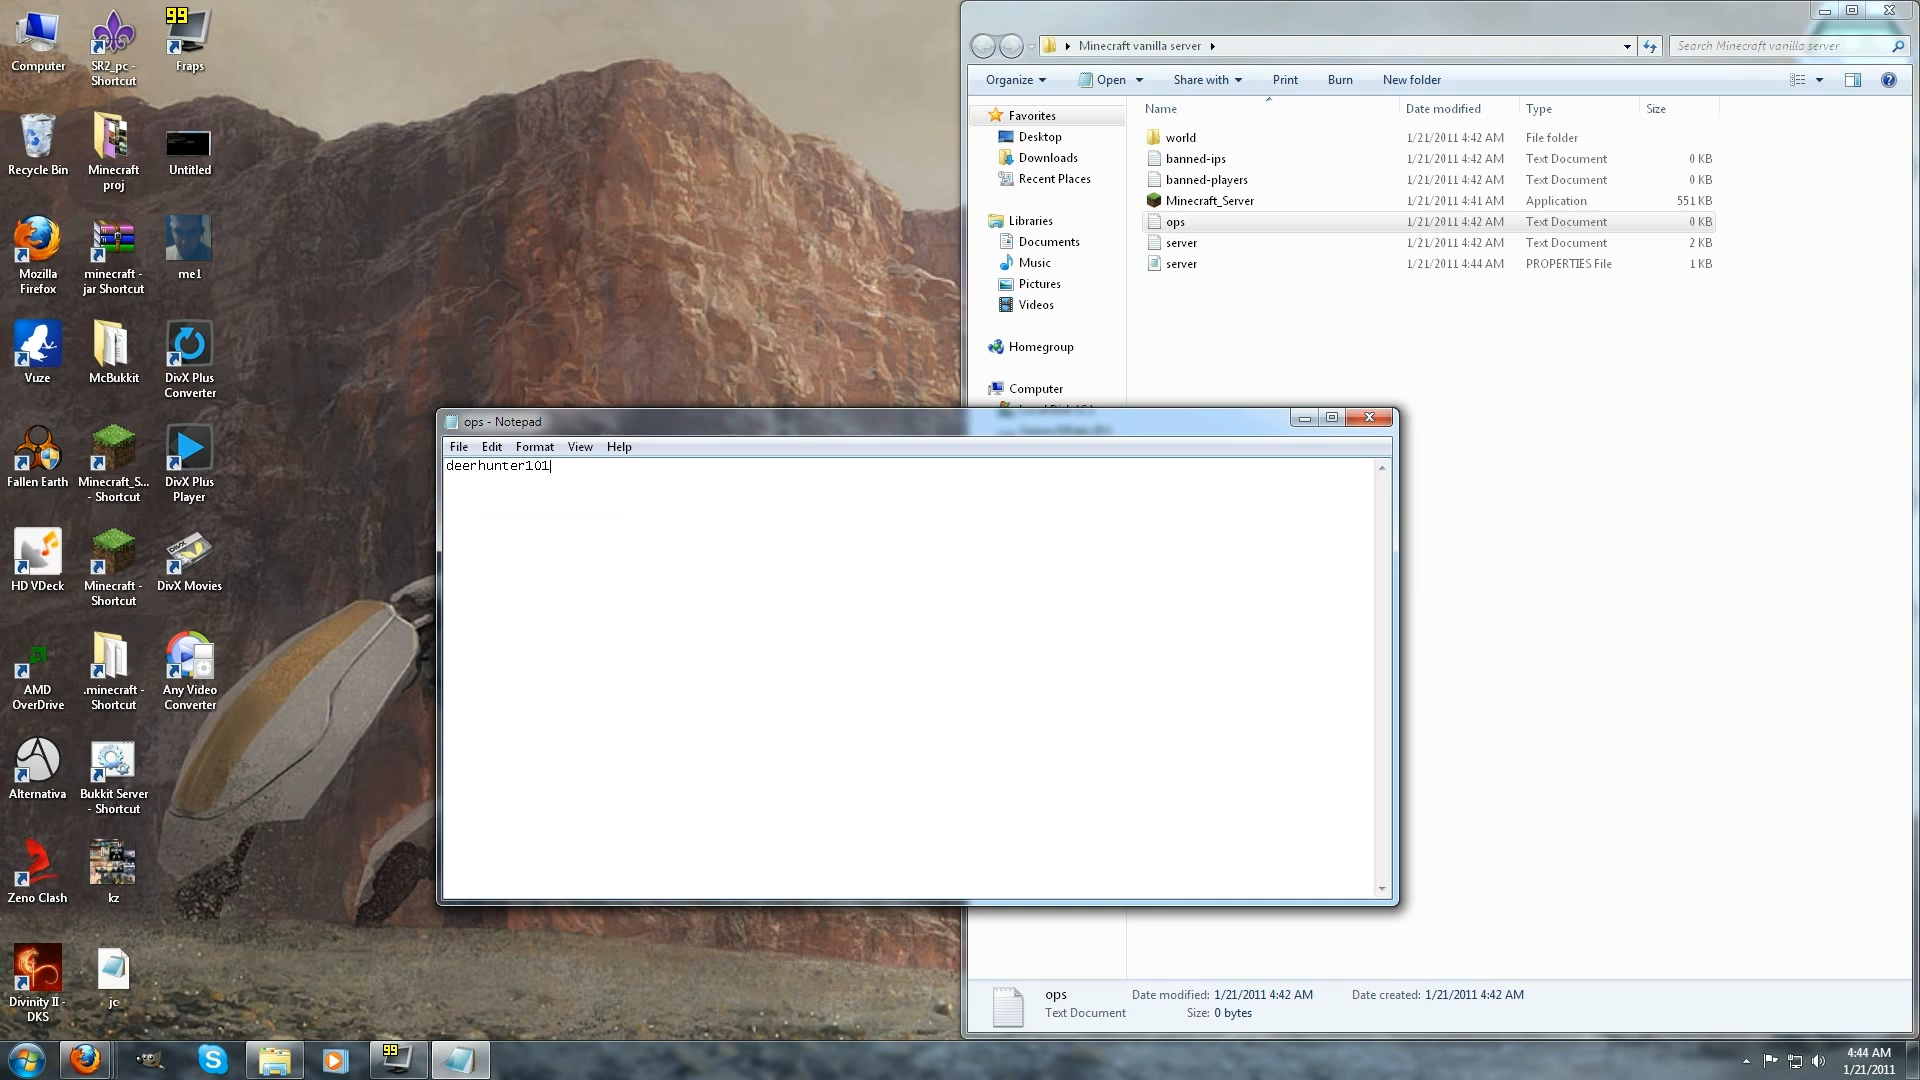 Computer
SR2_pc -
Shortcut
99
Fraps
Recycle Bin
Minecraft
proj
Untitled
Mozilla
Firefox
minecraft -
jar Shortcut
me1
Vuze
McBukkit
DivX Plus
Converter
Fallen Earth
Minecraft_S...
- Shortcut
DivX Plus
Player
HD VDeck
Minecraft -
Shortcut
DivX Movies
AMD
OverDrive
.minecraft -
Shortcut
Any Video
Converter
Alternativa
Bukkit Server
- Shortcut
Zeno Clash
kz
Divinity II -
DKS
jc
Minecraft vanilla server
Search Minecraft vanilla server
Organize Open Share with Print Burn New folder
Name Date modified Type Size
Favorites
Desktop
Downloads
Recent Places
Libraries
Documents
Music
Pictures
Videos
Homegroup
Computer
world 1/21/2011 4:42 AM File folder
banned-ips 1/21/2011 4:42 AM Text Document 0 KB
banned-players 1/21/2011 4:42 AM Text Document 0 KB
Minecraft_Server 1/21/2011 4:41 AM Application 551 KB
ops 1/21/2011 4:42 AM Text Document 0 KB
server 1/21/2011 4:42 AM Text Document 2 KB
server 1/21/2011 4:44 AM PROPERTIES File 1 KB
ops - Notepad
File Edit Format View Help
deerhunter101
ops Date modified: 1/21/2011 4:42 AM Date created: 1/21/2011 4:42 AM
Text Document Size: 0 bytes
99
4:44 AM
1/21/2011